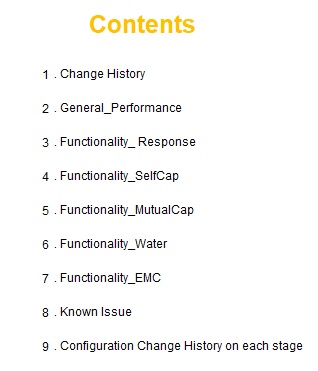 Contents
1 . Change History
2 . General_Performance
3 . Functionality_ Response
4 . Functionality_SelfCap
5 . Functionality_MutualCap
6 . Functionality_Water
7 . Functionality_EMC
8 . Known Issue
9 . Configuration Change History on each stage